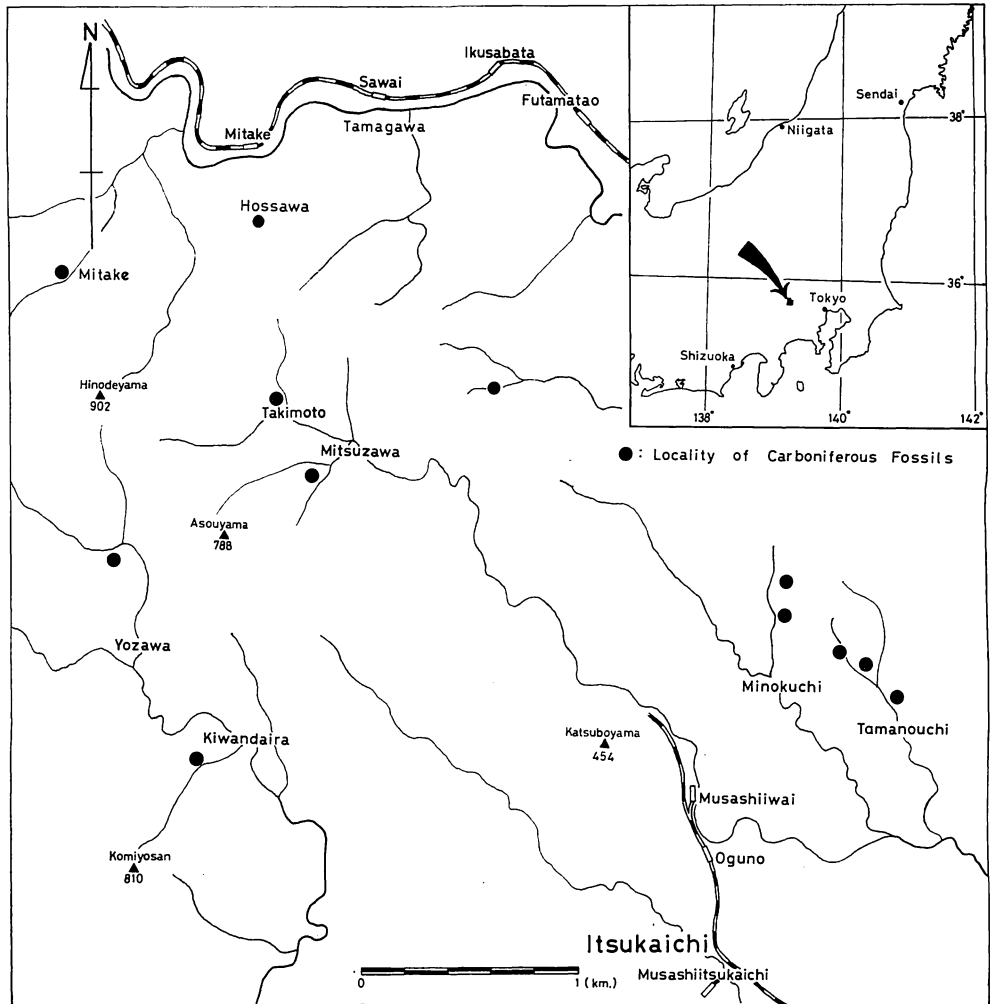 N
Ikusabata
Sawai
Futamatao
Mitake
Tamagawa
Hossawa
Mitake
Hinodeyama
902
Takimoto
Mitsuzawa
Asouyama
788
Yozawa
Kiwandaira
Komiyosan
810
Katsuboyama
454
Minokuchi
Tamanouchi
Musashiiwai
Oguno
Itsukaichi
Musashiitsukaichi
0 1 (km.)
Sendai
38°
Niigata
36°
Tokyo
Shizuoka
138° 140° 142°
: Locality of Carboniferous Fossils